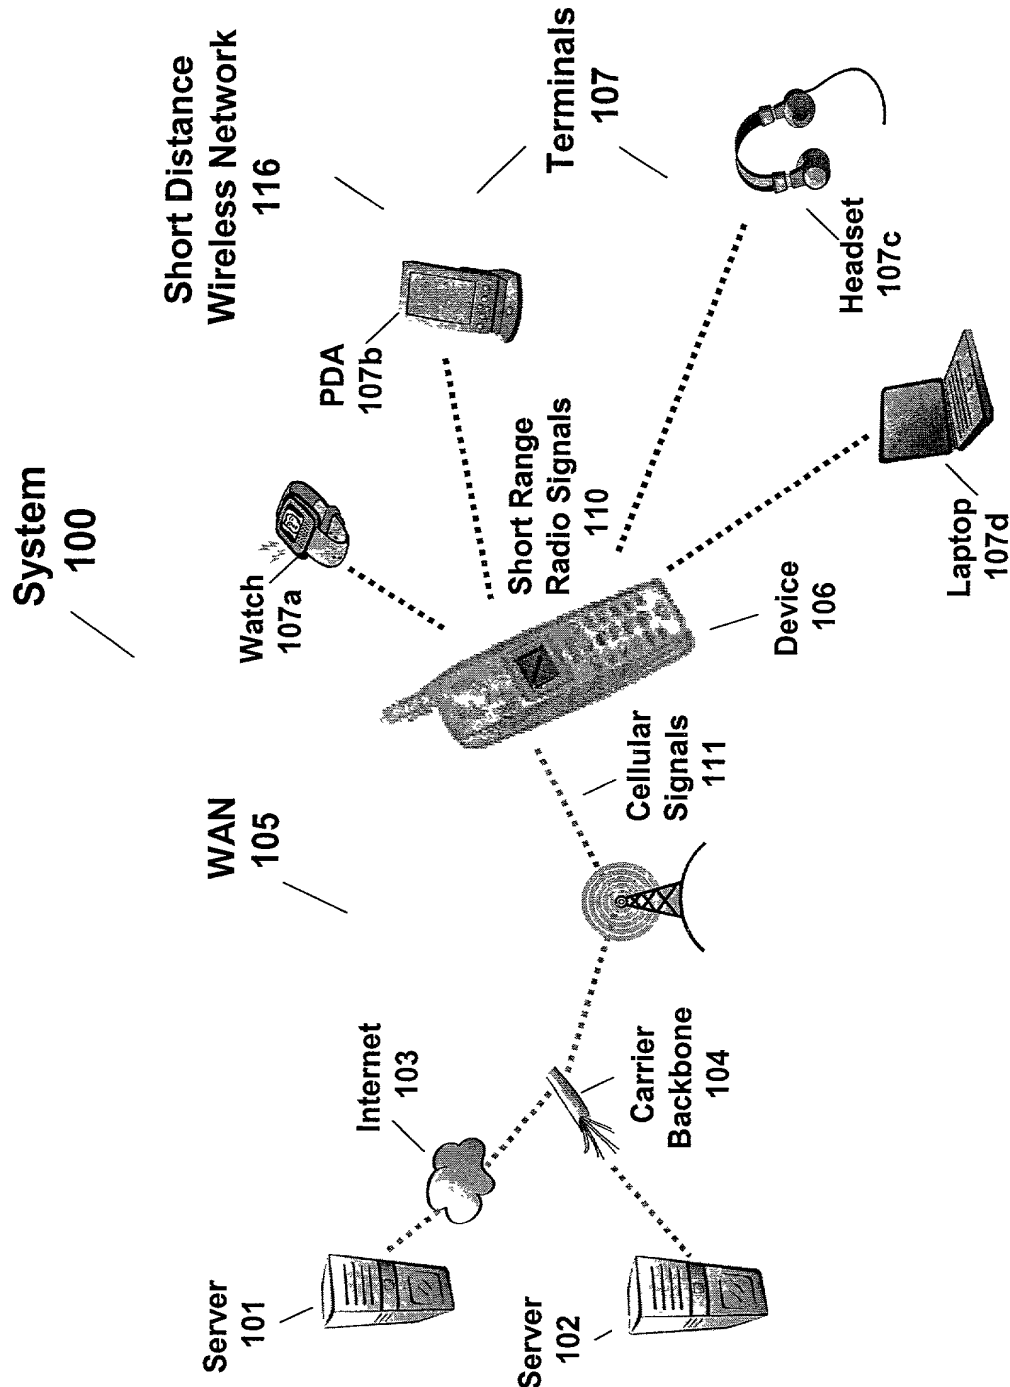 System
100
Short Distance
Wireless Network
116
WAN
105
Terminals
107
Watch
107a
PDA
107b
Internet
103
Short Range
Radio Signals
110
Server
101
Cellular
Signals
111
Carrier
Backbone
104
Device
106
Headset
107c
Server
102
Laptop
107d